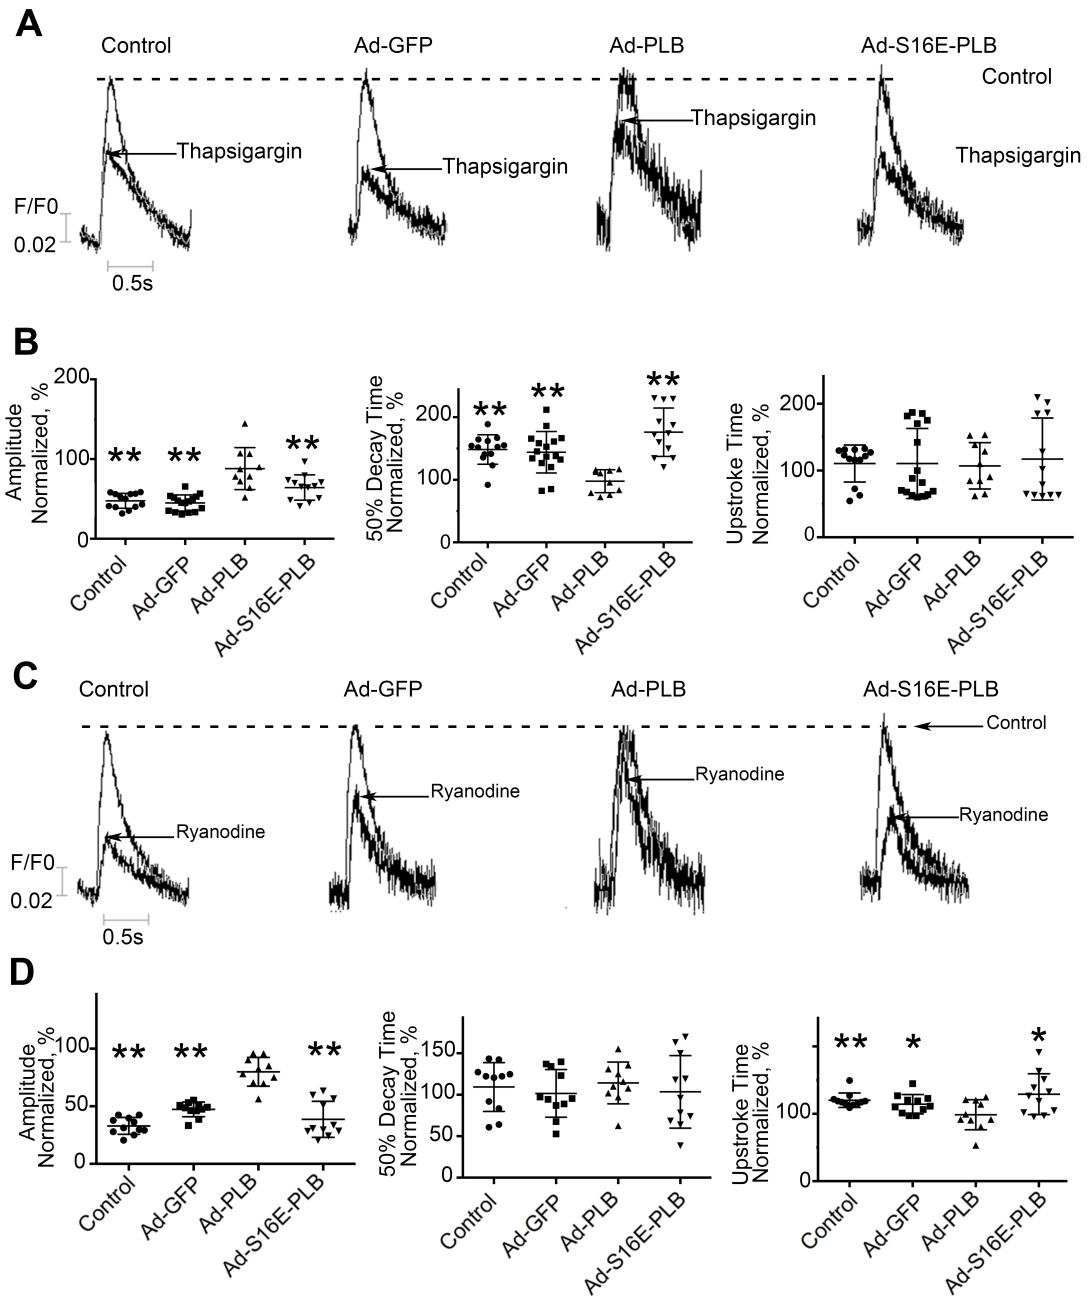 A
Control
Ad-GFP
Ad-PLB
Ad-S16E-PLB
Control
Thapsigargin
Thapsigargin
Thapsigargin
Thapsigargin
F/F0
0.02
0.5s
B
Amplitude
Normalized, %
200
100
0
**
**
**
Control
Ad-GFP
Ad-PLB
Ad-S16E-PLB
50% Decay Time
Normalized, %
200
100
0
**
**
**
Control
Ad-GFP
Ad-PLB
Ad-S16E-PLB
Upstroke Time
Normalized, %
200
100
0
Control
Ad-GFP
Ad-PLB
Ad-S16E-PLB
C
Control
Ad-GFP
Ad-PLB
Ad-S16E-PLB
Control
Ryanodine
Ryanodine
Ryanodine
Ryanodine
F/F0
0.02
0.5s
D
Amplitude
Normalized, %
100
50
0
**
**
**
Control
Ad-GFP
Ad-PLB
Ad-S16E-PLB
50% Decay Time
Normalized, %
150
100
50
0
Control
Ad-GFP
Ad-PLB
Ad-S16E-PLB
Upstroke Time
Normalized, %
100
0
**
*
*
Control
Ad-GFP
Ad-PLB
Ad-S16E-PLB